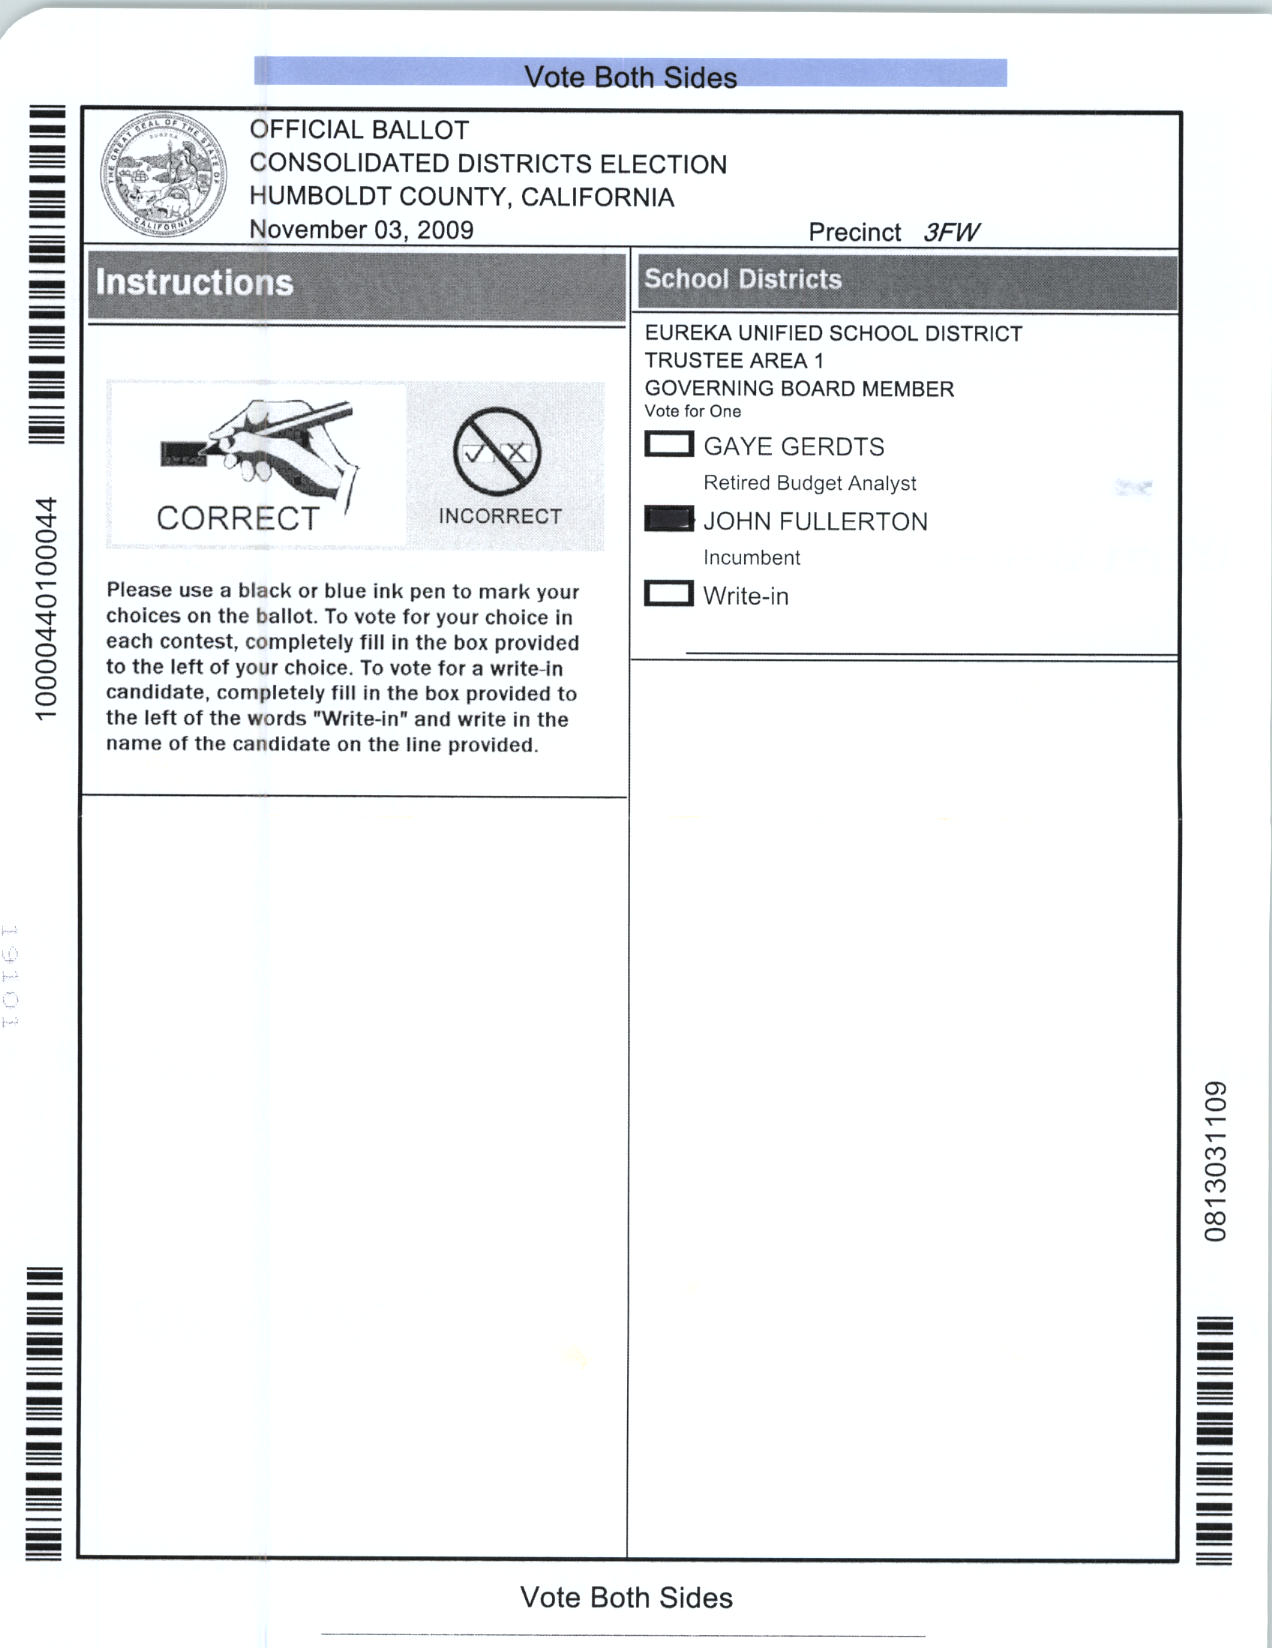 Vote Both Sides
THE GREAT SEAL OF THE STATE OF CALIFORNIA
EUREKA
OFFICIAL BALLOT
CONSOLIDATED DISTRICTS ELECTION
HUMBOLDT COUNTY, CALIFORNIA
November 03, 2009
Precinct 3FW
Instructions
CORRECT
INCORRECT
Please use a black or blue ink pen to mark your
choices on the ballot. To vote for your choice in
each contest, completely fill in the box provided
to the left of your choice. To vote for a write-in
candidate, completely fill in the box provided to
the left of the words "Write-in" and write in the
name of the candidate on the line provided.
School Districts
EUREKA UNIFIED SCHOOL DISTRICT
TRUSTEE AREA 1
GOVERNING BOARD MEMBER
Vote for One
GAYE GERDTS
Retired Budget Analyst
JOHN FULLERTON
Incumbent
Write-in
10000440100044
19101
0813031109
Vote Both Sides